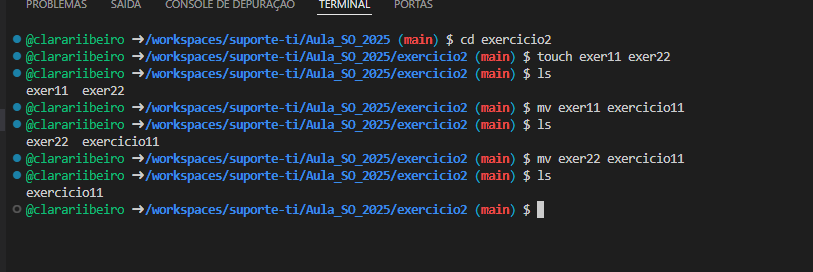 PROBLEMAS SAÍDA CONSOLE DE DEPURAÇÃO TERMINAL PORTAS
@clarariibeiro ➜/workspaces/suporte-ti/Aula_SO_2025 (main) $ cd exercicio2
@clarariibeiro ➜/workspaces/suporte-ti/Aula_SO_2025/exercicio2 (main) $ touch exer11 exer22
@clarariibeiro ➜/workspaces/suporte-ti/Aula_SO_2025/exercicio2 (main) $ ls
exer11 exer22
@clarariibeiro ➜/workspaces/suporte-ti/Aula_SO_2025/exercicio2 (main) $ mv exer11 exercicio11
@clarariibeiro ➜/workspaces/suporte-ti/Aula_SO_2025/exercicio2 (main) $ ls
exer22 exercicio11
@clarariibeiro ➜/workspaces/suporte-ti/Aula_SO_2025/exercicio2 (main) $ mv exer22 exercicio11
@clarariibeiro ➜/workspaces/suporte-ti/Aula_SO_2025/exercicio2 (main) $ ls
exercicio11
@clarariibeiro ➜/workspaces/suporte-ti/Aula_SO_2025/exercicio2 (main) $